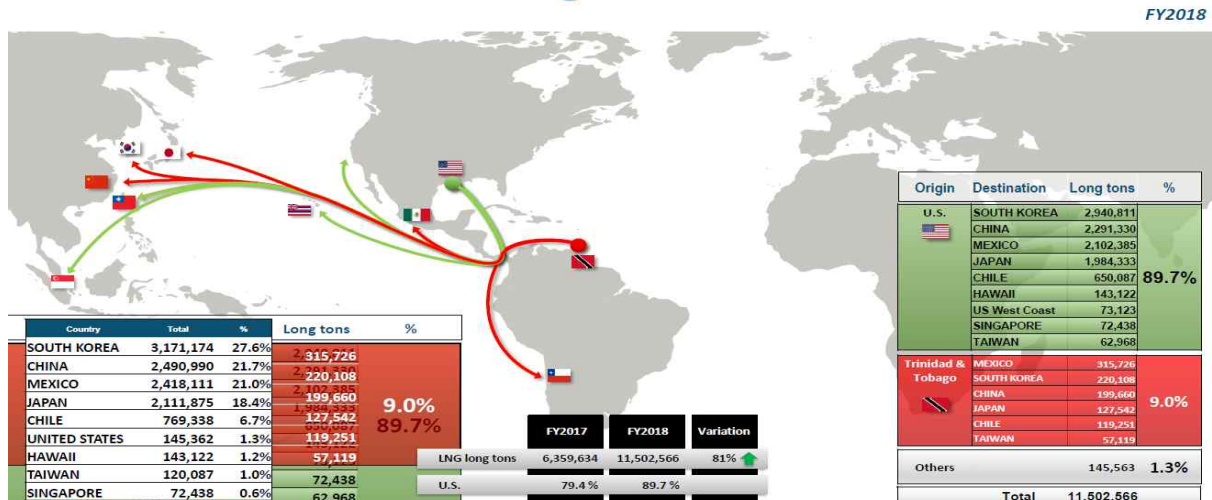 FY2018
Origin Destination Long tons %
U.S. SOUTH KOREA 2,940,811
CHINA 2,291,330
MEXICO 2,102,385
JAPAN 1,984,333
CHILE 650,087
89.7%
HAWAII 143,122
US West Coast 73,123
SINGAPORE 72,438
TAIWAN 62,968
Trinidad & Tobago MEXICO 315,726
SOUTH KOREA 220,108
CHINA 199,660
JAPAN 127,542
9.0%
CHILE 119,251
TAIWAN 57,119
Others 145,563 1.3%
Total 11,502,566
Country Total % Long tons %
SOUTH KOREA 3,171,174 27.6% 315,726
CHINA 2,490,990 21.7% 220,108
MEXICO 2,418,111 21.0% 199,660
JAPAN 2,111,875 18.4% 127,542 9.0%
CHILE 769,338 6.7% 119,251 89.7%
UNITED STATES 145,362 1.3% 57,119
HAWAII 143,122 1.2%
TAIWAN 120,087 1.0% 72,438
SINGAPORE 72,438 0.6% 62,968
FY2017 FY2018 Variation
LNG long tons 6,359,634 11,502,566 81%
U.S. 79.4 % 89.7 %